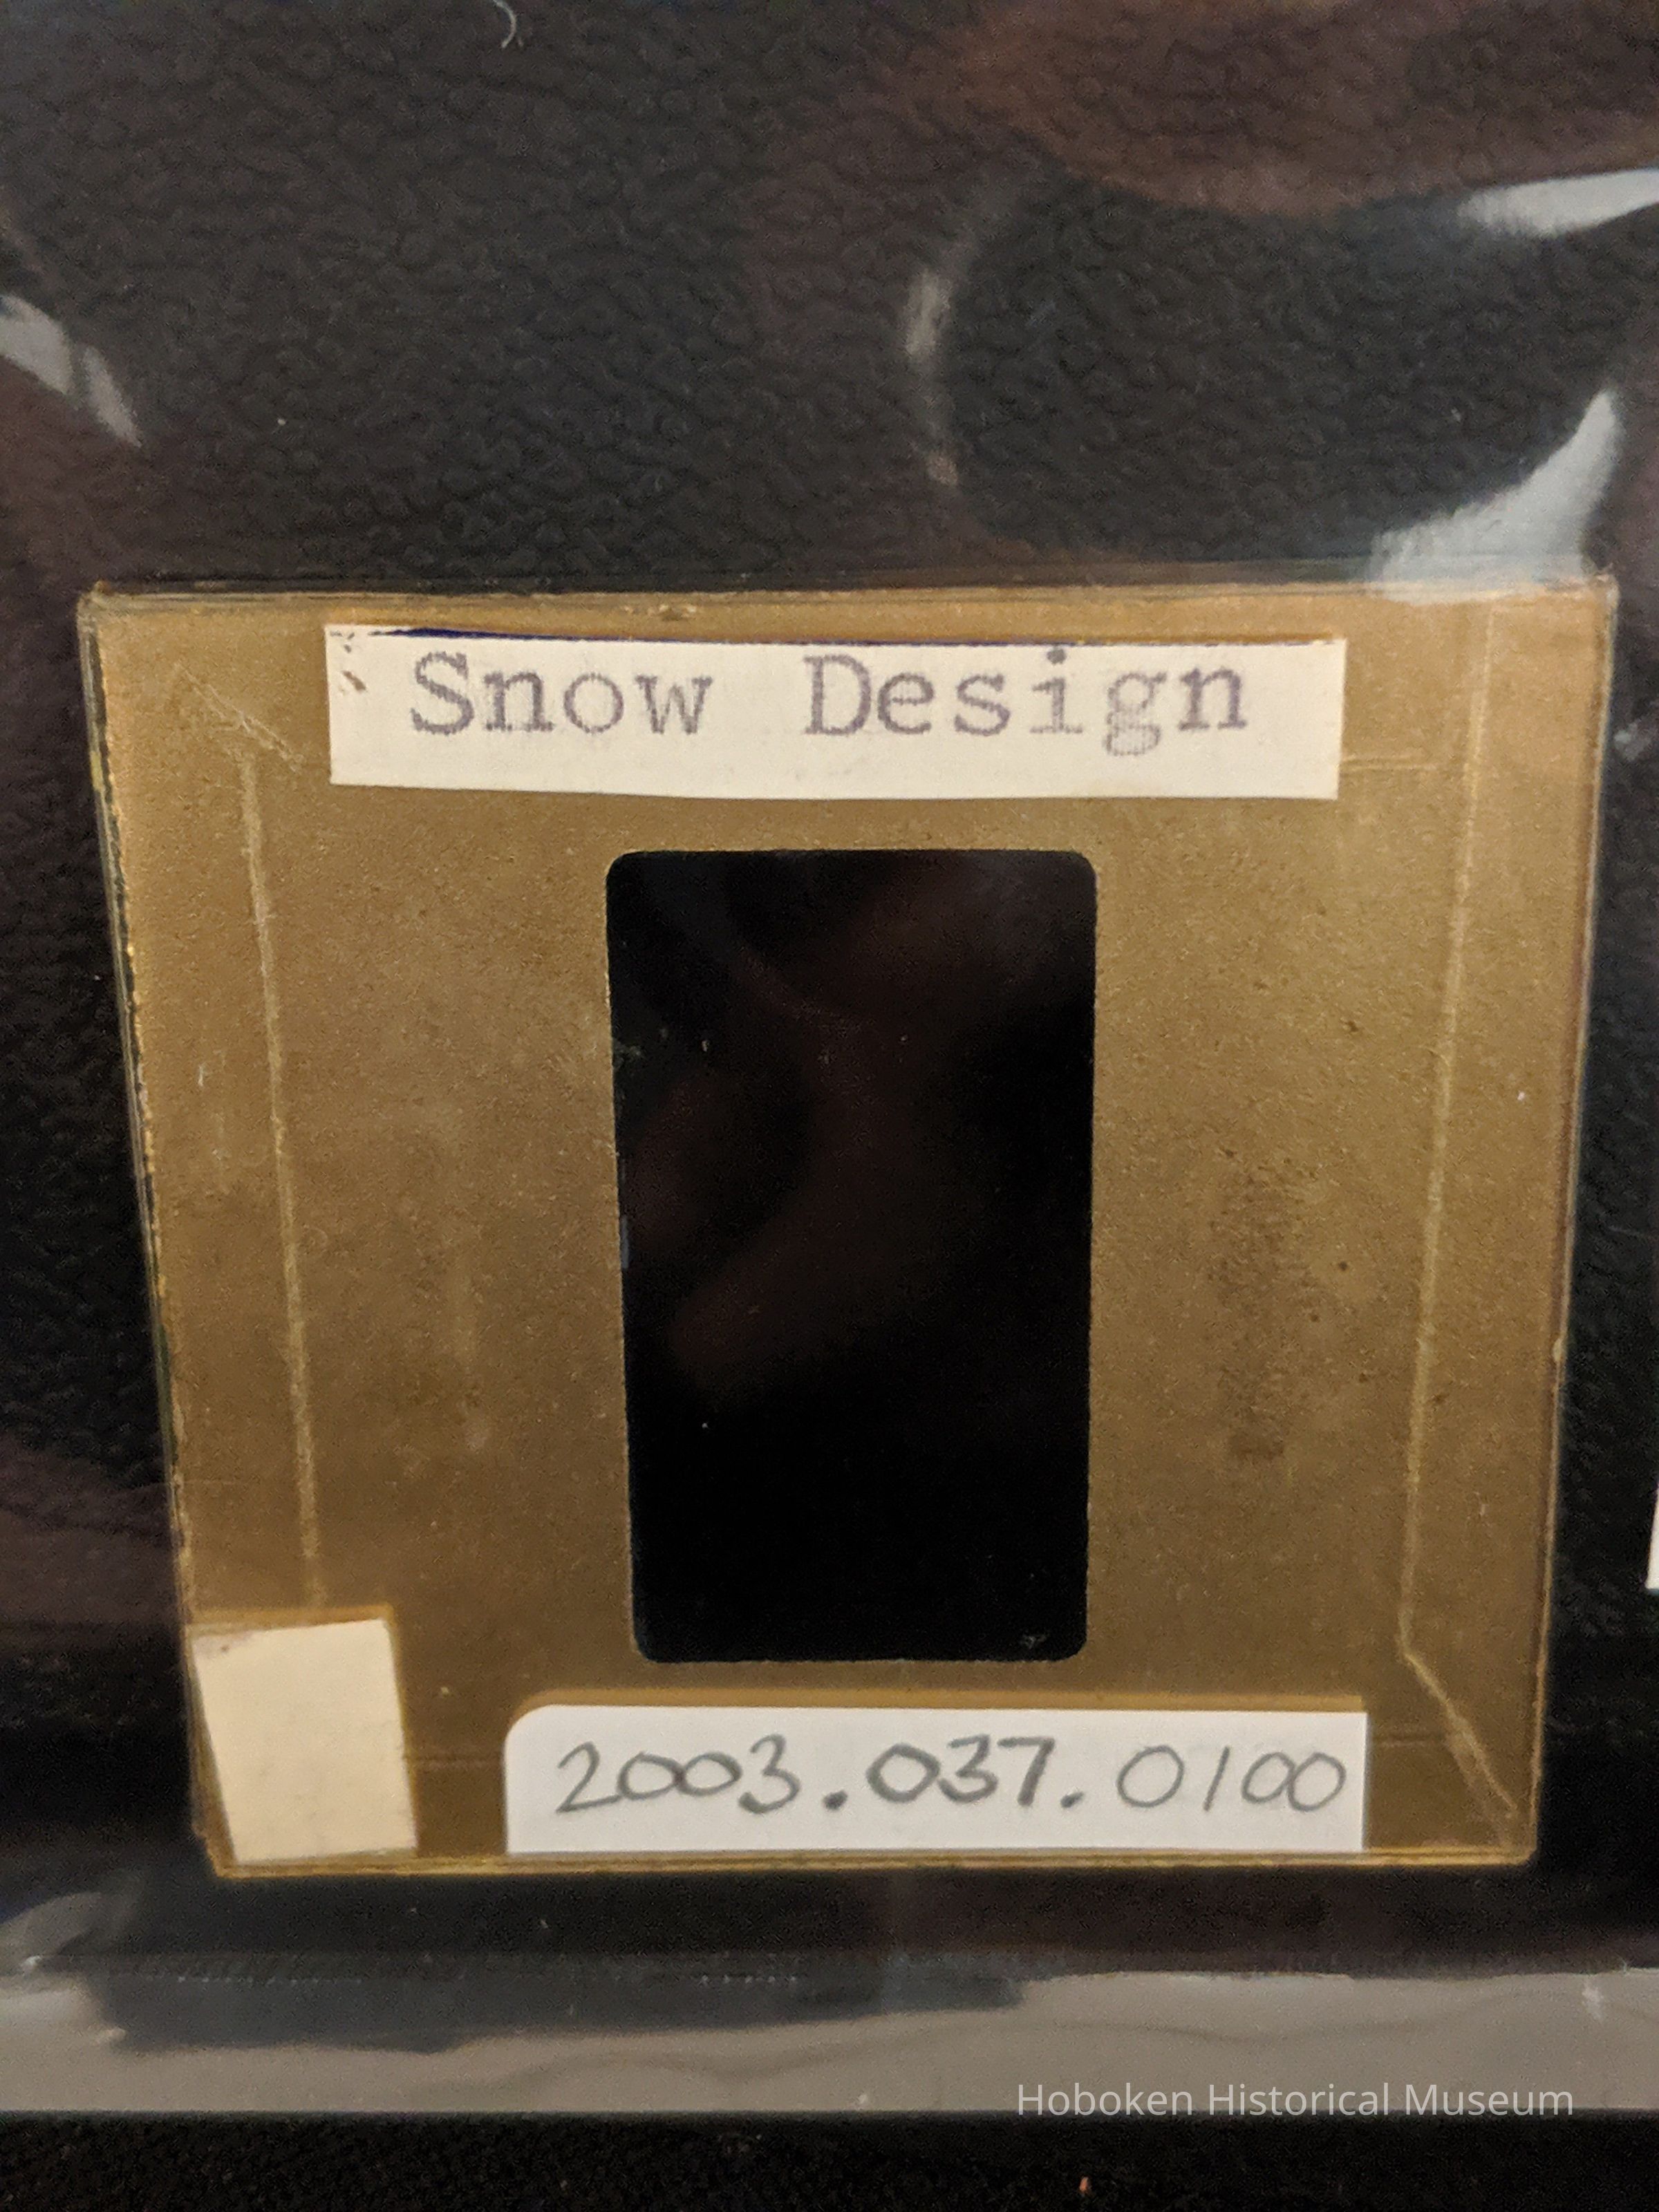 Snow Design
2003.037.0100
Hoboken Historical Museum